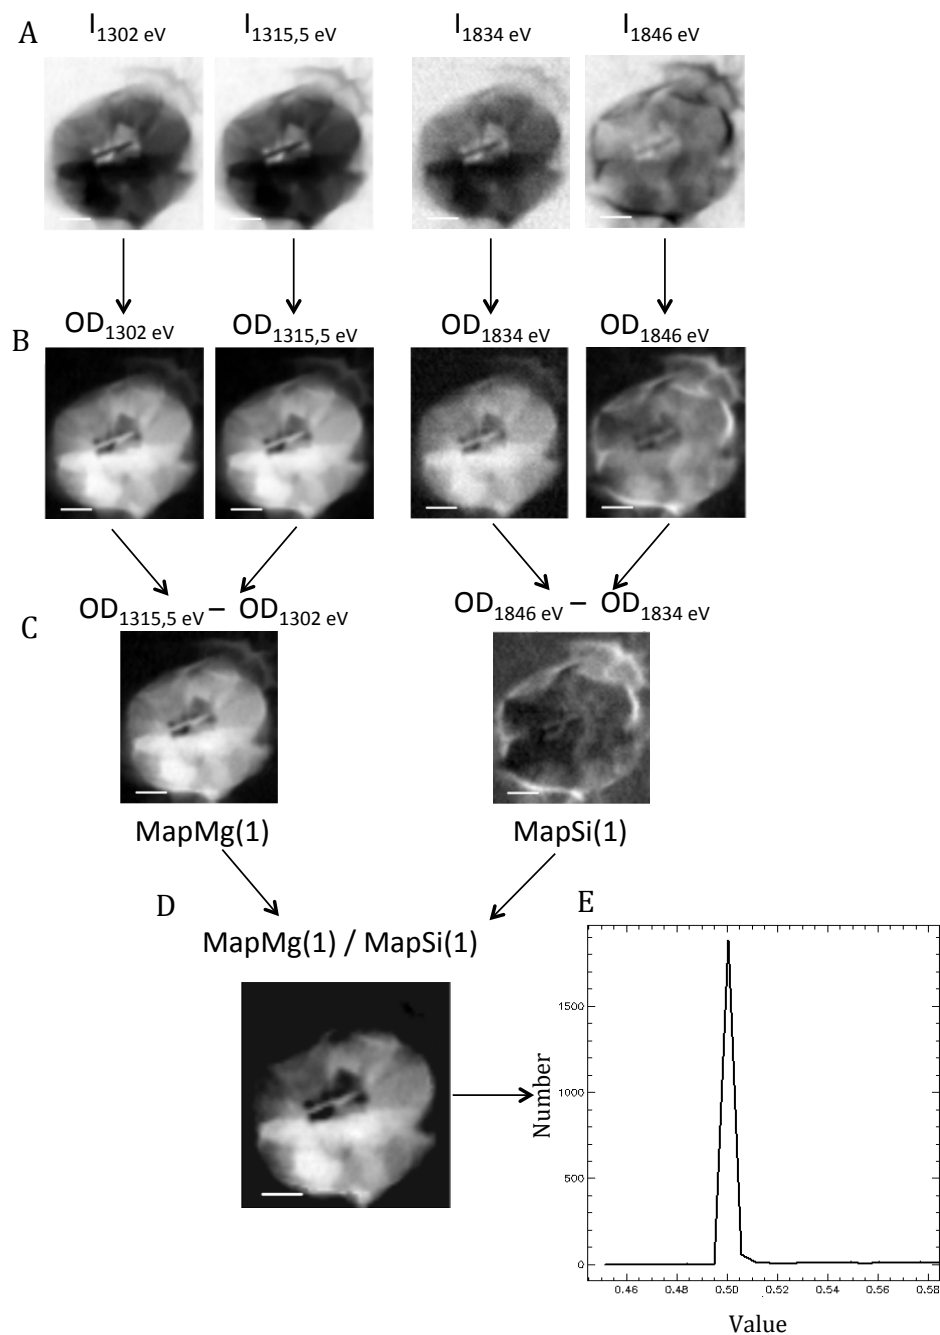 A
I1302 eV I1315,5 eV I1834 eV I1846 eV
B
OD1302 eV OD1315,5 eV OD1834 eV OD1846 eV
C
OD1315,5 eV – OD1302 eV OD1846 eV – OD1834 eV
MapMg(1) MapSi(1)
D
E
MapMg(1) / MapSi(1)
1500
1000
500
0
Number
0.46 0.48 0.50 0.52 0.54 0.56 0.58
Value